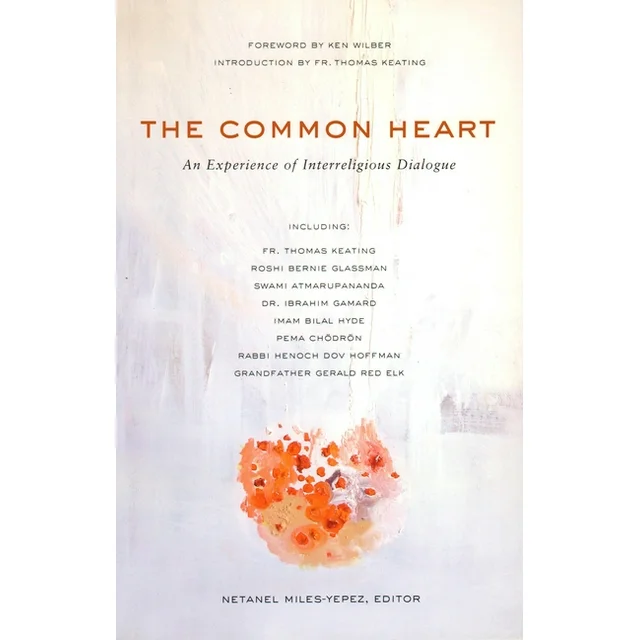 FOREWORD BY KEN WILBER
INTRODUCTION BY FR. THOMAS KEATING
THE COMMON HEART
An Experience of Interreligious Dialogue
INCLUDING:
FR. THOMAS KEATING
ROSHI BERNIE GLASSMAN
SWAMI ATMARUPANANDA
DR. IBRAHIM GAMARD
IMAM BILAL HYDE
PEMA CHÖDRÖN
RABBI HENOCH DOV HOFFMAN
GRANDFATHER GERALD RED ELK
NETANEL MILES-YEPEZ, EDITOR